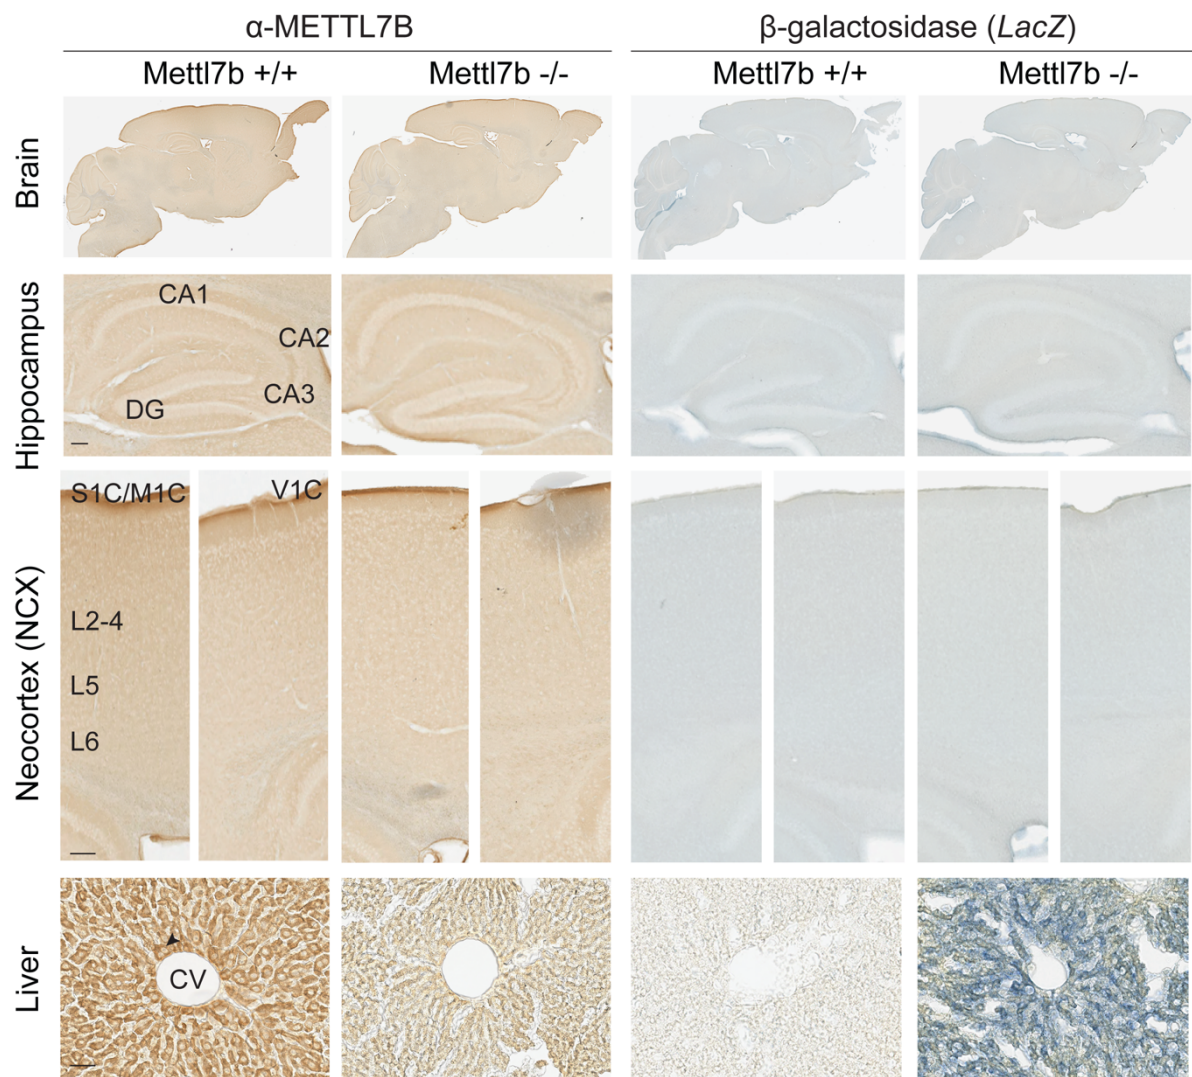 α-METTL7B
β-galactosidase (LacZ)
Mettl7b +/+
Mettl7b -/-
Mettl7b +/+
Mettl7b -/-
Brain
Hippocampus
CA1
CA2
CA3
DG
Neocortex (NCX)
S1C/M1C
V1C
L2-4
L5
L6
Liver
CV